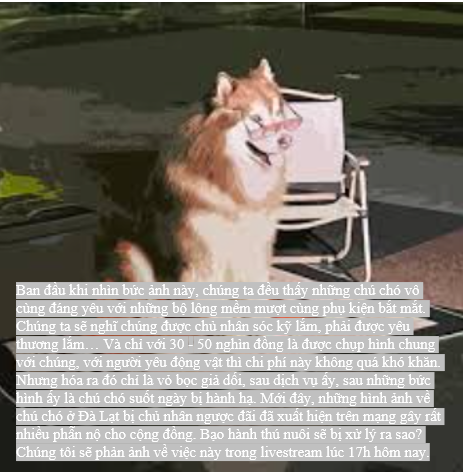 Ban đầu khi nhìn bức ảnh này, chúng ta đều thấy những chú chó vô
cùng đáng yêu với những bộ lông mềm mượt cùng phụ kiện bắt mắt.
Chúng ta sẽ nghĩ chúng được chủ nhân sóc kỹ lắm, phải được yêu
thương lắm… Và chỉ với 30 - 50 nghìn đồng là được chụp hình chung
với chúng, với người yêu động vật thì chi phí này không quá khó khăn.
Nhưng hóa ra đó chỉ là vỏ bọc giả dối, sau dịch vụ ấy, sau những bức
hình ấy là chú chó suốt ngày bị hành hạ. Mới đây, những hình ảnh về
chú chó ở Đà Lạt bị chủ nhân ngược đãi đã xuất hiện trên mạng gây rất
nhiều phẫn nộ cho cộng đồng. Bạo hành thú nuôi sẽ bị xử lý ra sao?
Chúng tôi sẽ phản ảnh về việc này trong livestream lúc 17h hôm nay.